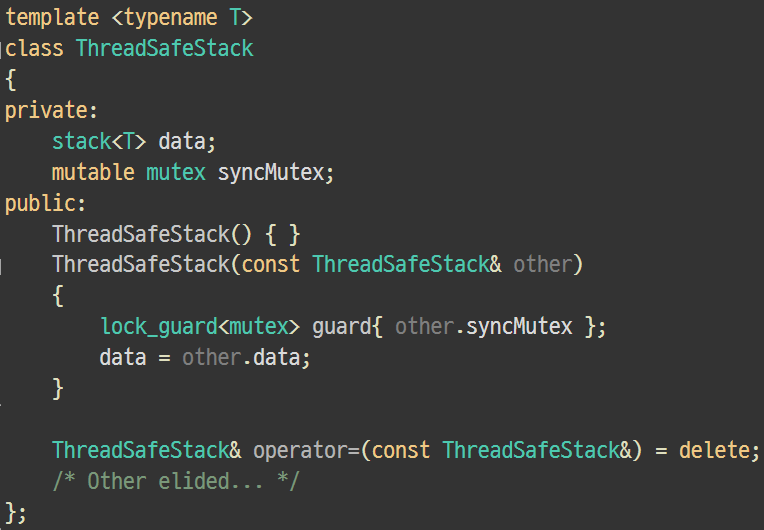 template <typename T>
class ThreadSafeStack
{
private:
    stack<T> data;
    mutable mutex syncMutex;
public:
    ThreadSafeStack() { }
    ThreadSafeStack(const ThreadSafeStack& other)
    {
        lock_guard<mutex> guard{ other.syncMutex };
        data = other.data;
    }

    ThreadSafeStack& operator=(const ThreadSafeStack&) = delete;
    /* Other elided... */
};